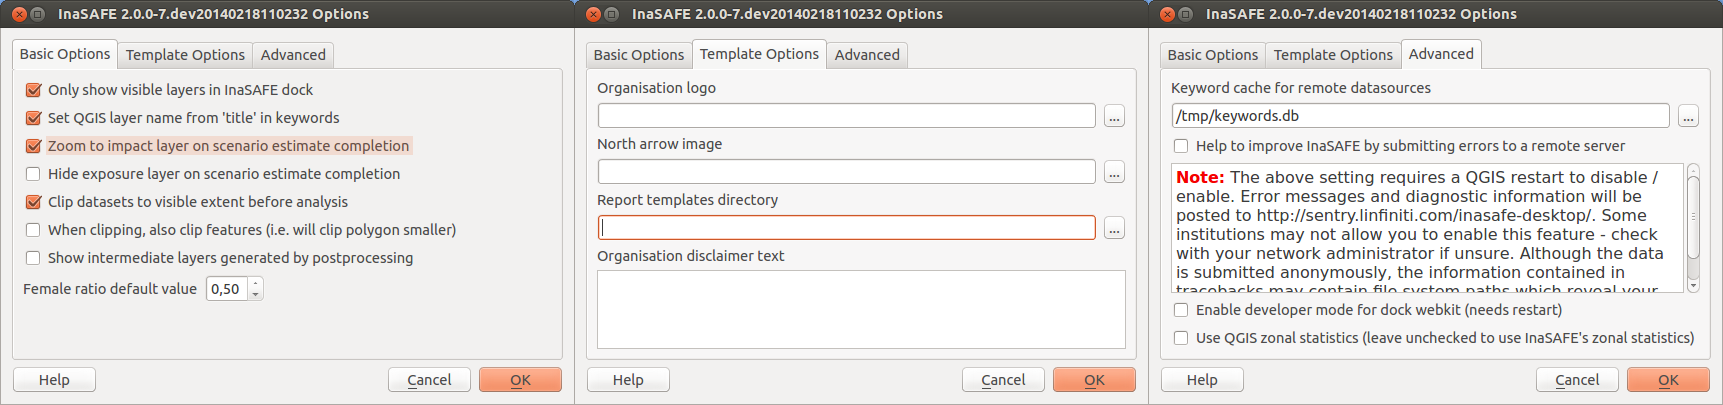 InaSAFE 2.0.0-7.dev20140218110232 Options
Basic Options
Template Options
Advanced
Only show visible layers in InaSAFE dock
Set QGIS layer name from 'title' in keywords
Zoom to impact layer on scenario estimate completion
Hide exposure layer on scenario estimate completion
Clip datasets to visible extent before analysis
When clipping, also clip features (i.e. will clip polygon smaller)
Show intermediate layers generated by postprocessing
Female ratio default value 0,50
Help
Cancel
OK
InaSAFE 2.0.0-7.dev20140218110232 Options
Basic Options
Template Options
Advanced
Organisation logo
...
North arrow image
...
Report templates directory
...
Organisation disclaimer text
Help
Cancel
OK
InaSAFE 2.0.0-7.dev20140218110232 Options
Basic Options
Template Options
Advanced
Keyword cache for remote datasources
/tmp/keywords.db
...
Help to improve InaSAFE by submitting errors to a remote server
Note: The above setting requires a QGIS restart to disable /
enable. Error messages and diagnostic information will be
posted to http://sentry.linfiniti.com/inasafe-desktop/. Some
institutions may not allow you to enable this feature - check
with your network administrator if unsure. Although the data
is submitted anonymously, the information contained in
tracebacks may contain file system paths which reveal your
Enable developer mode for dock webkit (needs restart)
Use QGIS zonal statistics (leave unchecked to use InaSAFE's zonal statistics)
Help
Cancel
OK